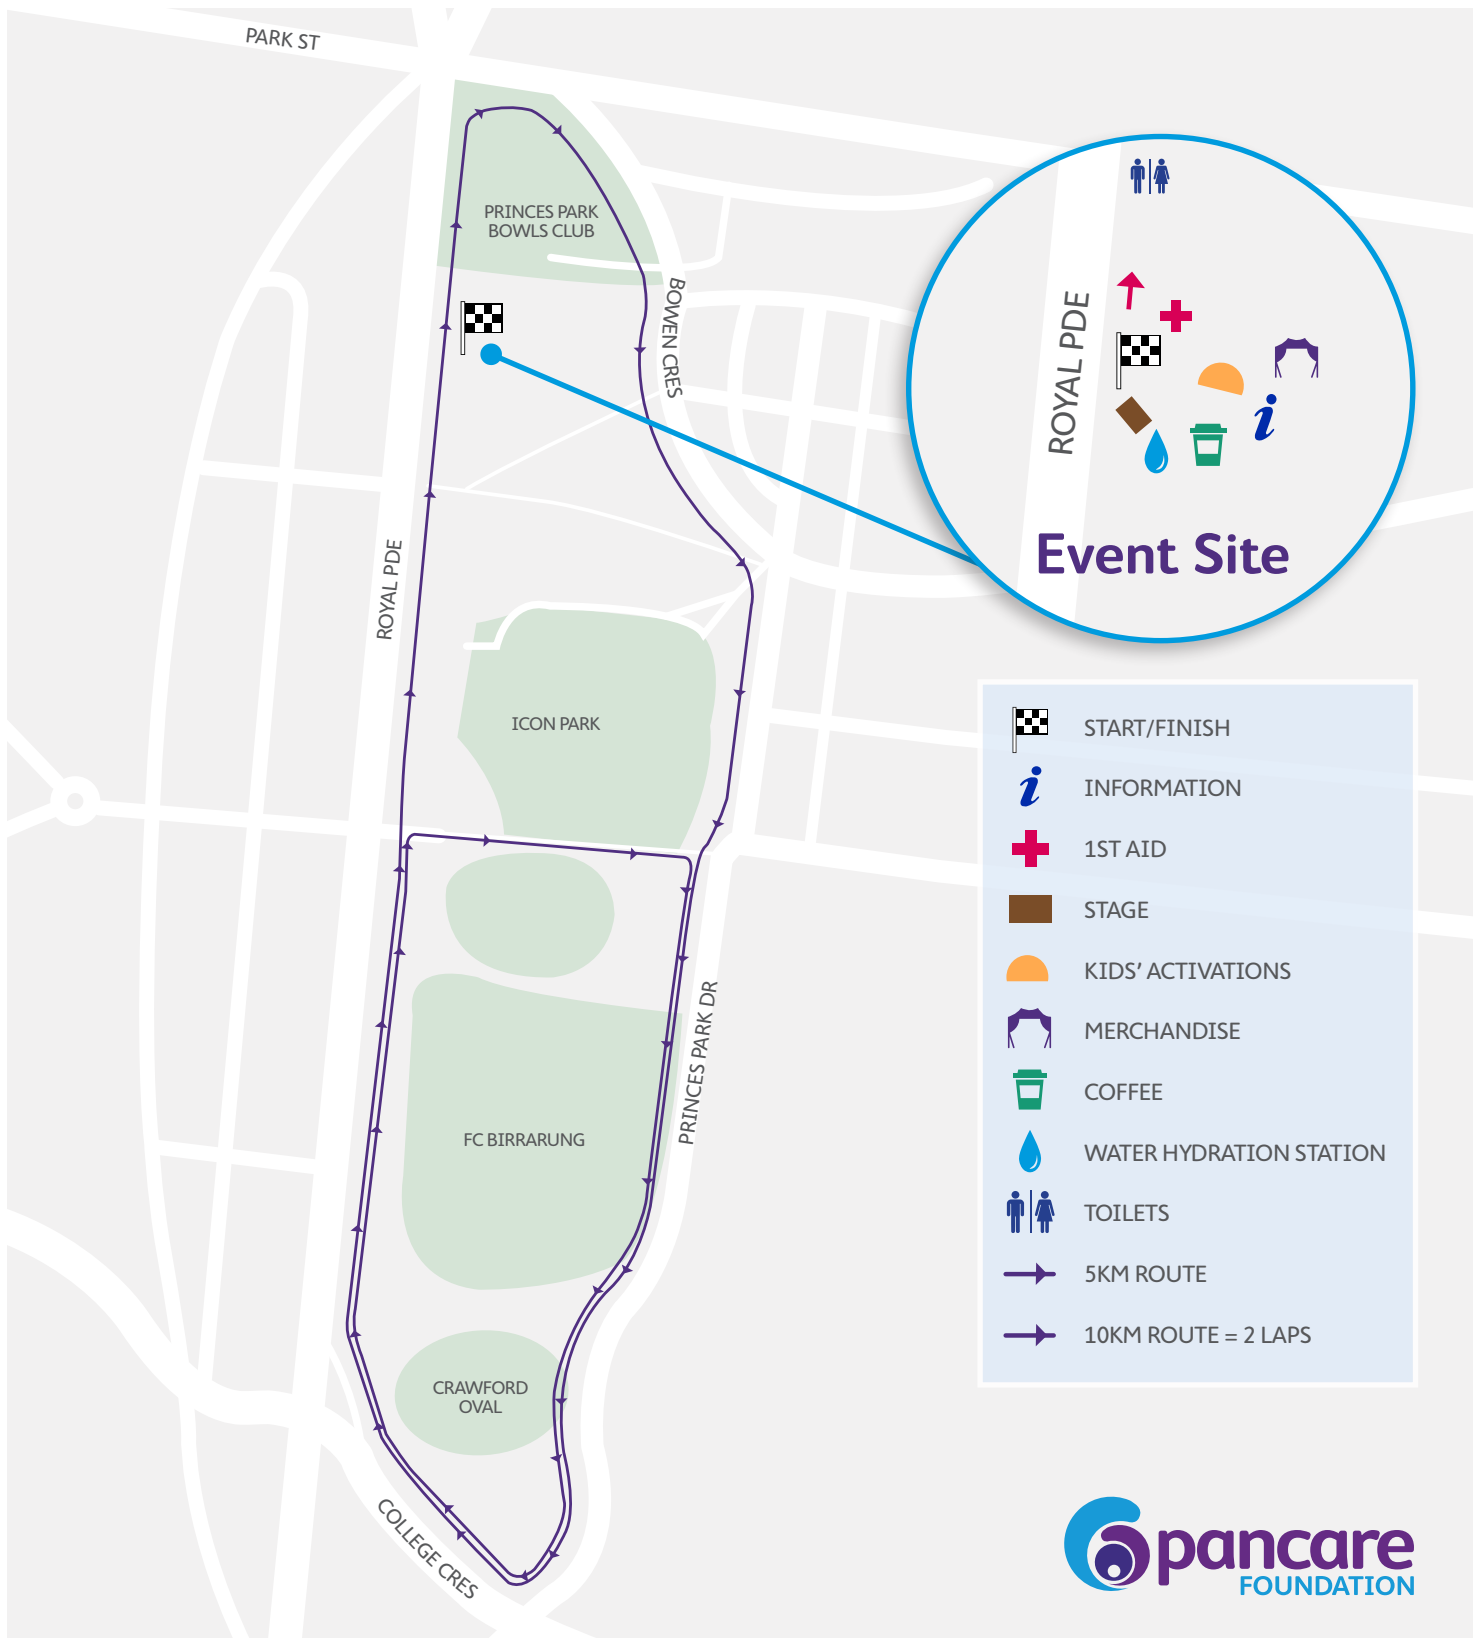 PARK ST
PRINCES PARK
BOWLS CLUB
BOWEN CRES
ROYAL PDE
ROYAL PDE
Event Site
ICON PARK
PRINCES PARK DR
FC BIRRARUNG
CRAWFORD
OVAL
COLLEGE CRES
START/FINISH
i INFORMATION
1ST AID
STAGE
KIDS' ACTIVATIONS
MERCHANDISE
COFFEE
WATER HYDRATION STATION
TOILETS
5KM ROUTE
10KM ROUTE = 2 LAPS
pancare
FOUNDATION